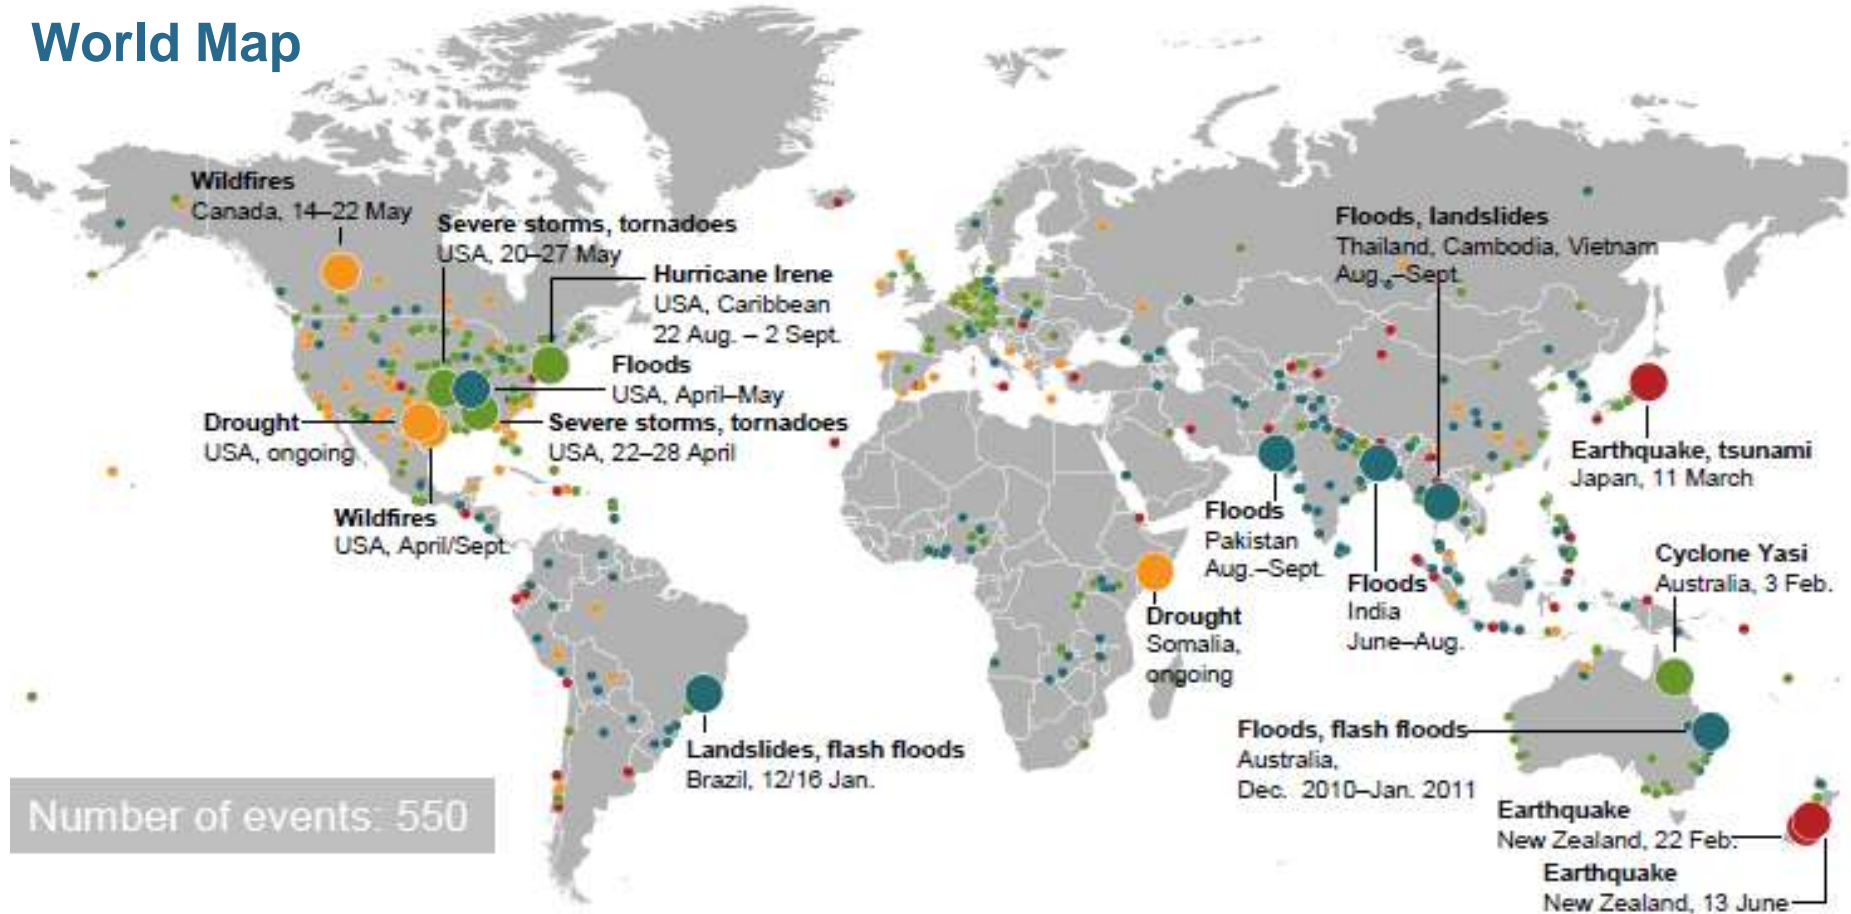 World Map
Wildfires
Canada, 14–22 May
Severe storms, tornadoes
USA, 20–27 May
Hurricane Irene
USA, Caribbean
22 Aug. – 2 Sept.
Floods
USA, April–May
Drought
USA, ongoing
Severe storms, tornadoes
USA, 22–28 April
Wildfires
USA, April/Sept.
Landslides, flash floods
Brazil, 12/16 Jan.
Number of events: 550
Floods, landslides
Thailand, Cambodia, Vietnam
Aug.–Sept.
Earthquake, tsunami
Japan, 11 March
Floods
Pakistan
Aug.–Sept.
Floods
India
June–Aug.
Drought
Somalia,
ongoing
Cyclone Yasi
Australia, 3 Feb.
Floods, flash floods
Australia,
Dec. 2010–Jan. 2011
Earthquake
New Zealand, 22 Feb.
Earthquake
New Zealand, 13 June